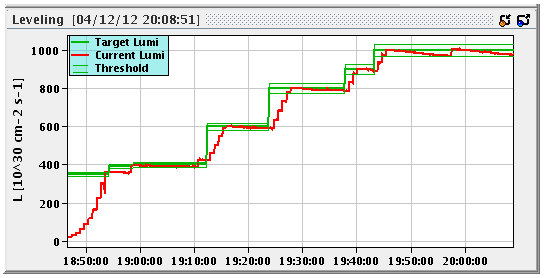 Leveling [04/12/12 20:08:51]
Target Lumi
Current Lumi
Threshold
L [10^30 cm-2 s-1]
1000
800
600
400
200
0
18:50:00 19:00:00 19:10:00 19:20:00 19:30:00 19:40:00 19:50:00 20:00:00